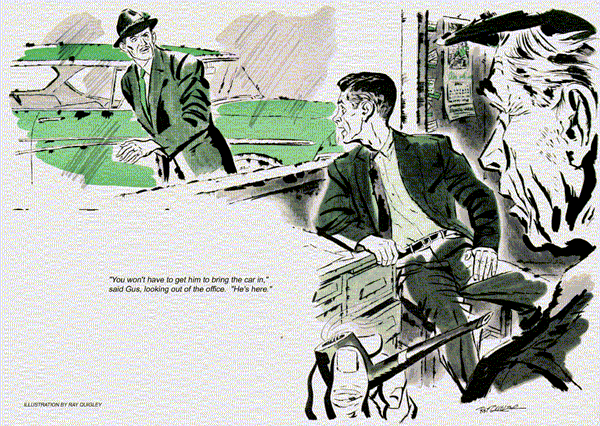 "You won't have to get him to bring the car in,"
said Gus, looking out of the office.  "He's here."
ILLUSTRATION BY RAY QUIGLEY